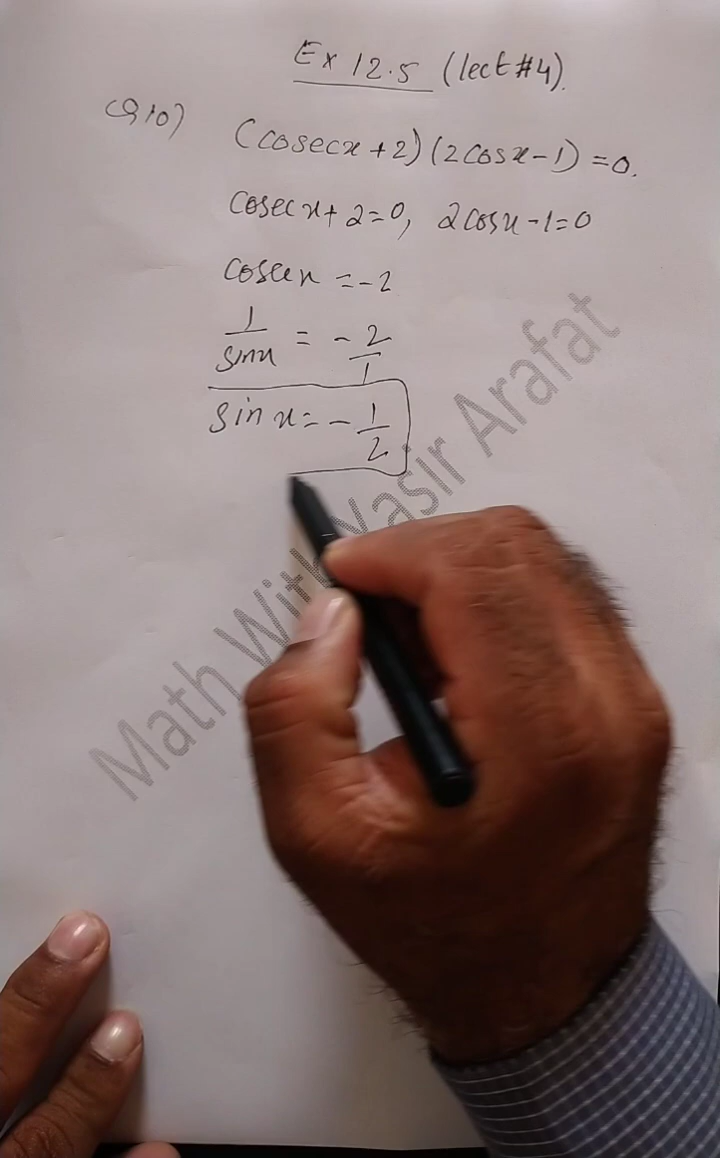 Ex 12.5 (lect#4).
Q10) (cosecx+2)(2cosx-1)=0.
cosecx+2=0, 2cosx-1=0
cosecx=-2
1/sinx = -2/1
sinx=-1/2
Math With Yasir Arafat